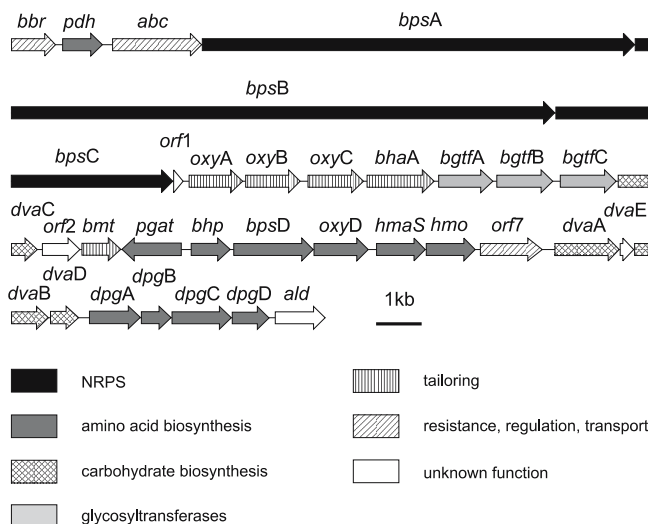 bbr pdh abc bpsA
bpsB
orf1
bpsC oxyA oxyB oxyC bhaA bgtfA bgtfB bgtfC
dvaC dvaE
orf2 bmt pgat bhp bpsD oxyD hmaS hmo orf7 dvaA
dvaD dpgB
dvaB dpgA dpgC dpgD ald
1kb
NRPS tailoring
amino acid biosynthesis resistance, regulation, transport
carbohydrate biosynthesis unknown function
glycosyltransferases